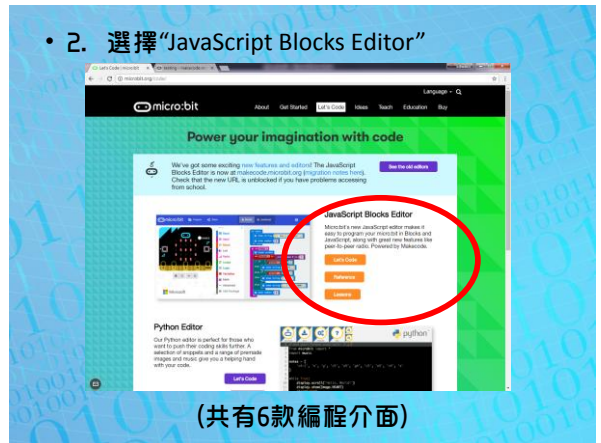 • 2. 選擇“JavaScript Blocks Editor”
Language
micro:bit
About Get Started Let's Code Ideas Teach Education Buy
Power your imagination with code
We've got some exciting new features and editors! The JavaScript
Blocks Editor is now at makecode.microbit.org (migration notes here).
Check that the new URL is unblocked if you have problems accessing
from school.
See the old editors
JavaScript Blocks Editor
Micro:bit's new JavaScript editor makes it
easy to program your micro:bit in Blocks and
JavaScript, along with great new features like
peer-to-peer radio. Powered by Makecode.
Let's Code
Reference
Lessons
Microsoft
Python Editor
Our Python editor is perfect for those who
want to push their coding skills further. A
selection of snippets and a range of premade
images and music give you a helping hand
with your code.
Let's Code
python
(共有6款編程介面)